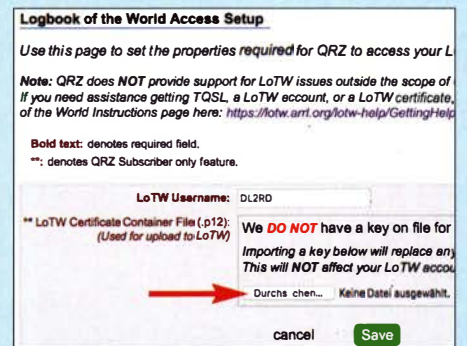 Logbook of the World Access Setup
Use this page to set the properties required for QRZ to access your L
Note: QRZ does NOT provide support for LoTW issues outside the scope of
If you need assistance getting TQSL, a LoTW account, or a LoTW certificate,
of the World Instructions page here: https://lotw.arrl.org/lotw-help/GettingHelp
Bold text: denotes required field.
**: denotes QRZ Subscriber only feature.
LoTW Username: DL2RD
** LoTW Certificate Container File (.p12):
(Used for upload to LoTW)
We DO NOT have a key on file for
Importing a key below will replace any
This will NOT affect your LoTW accou
Durchs chen... Keine Datei ausgewählt.
cancel Save